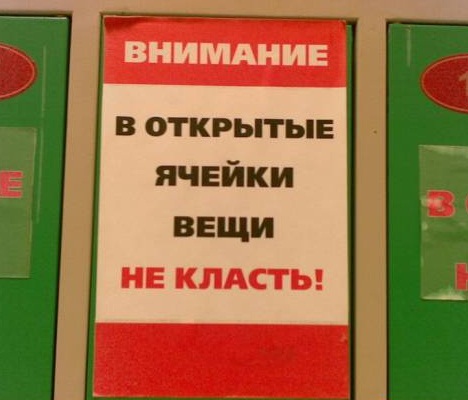 ВНИМАНИЕ
В ОТКРЫТЫЕ
ЯЧЕЙКИ
ВЕЩИ
НЕ КЛАСТЬ!